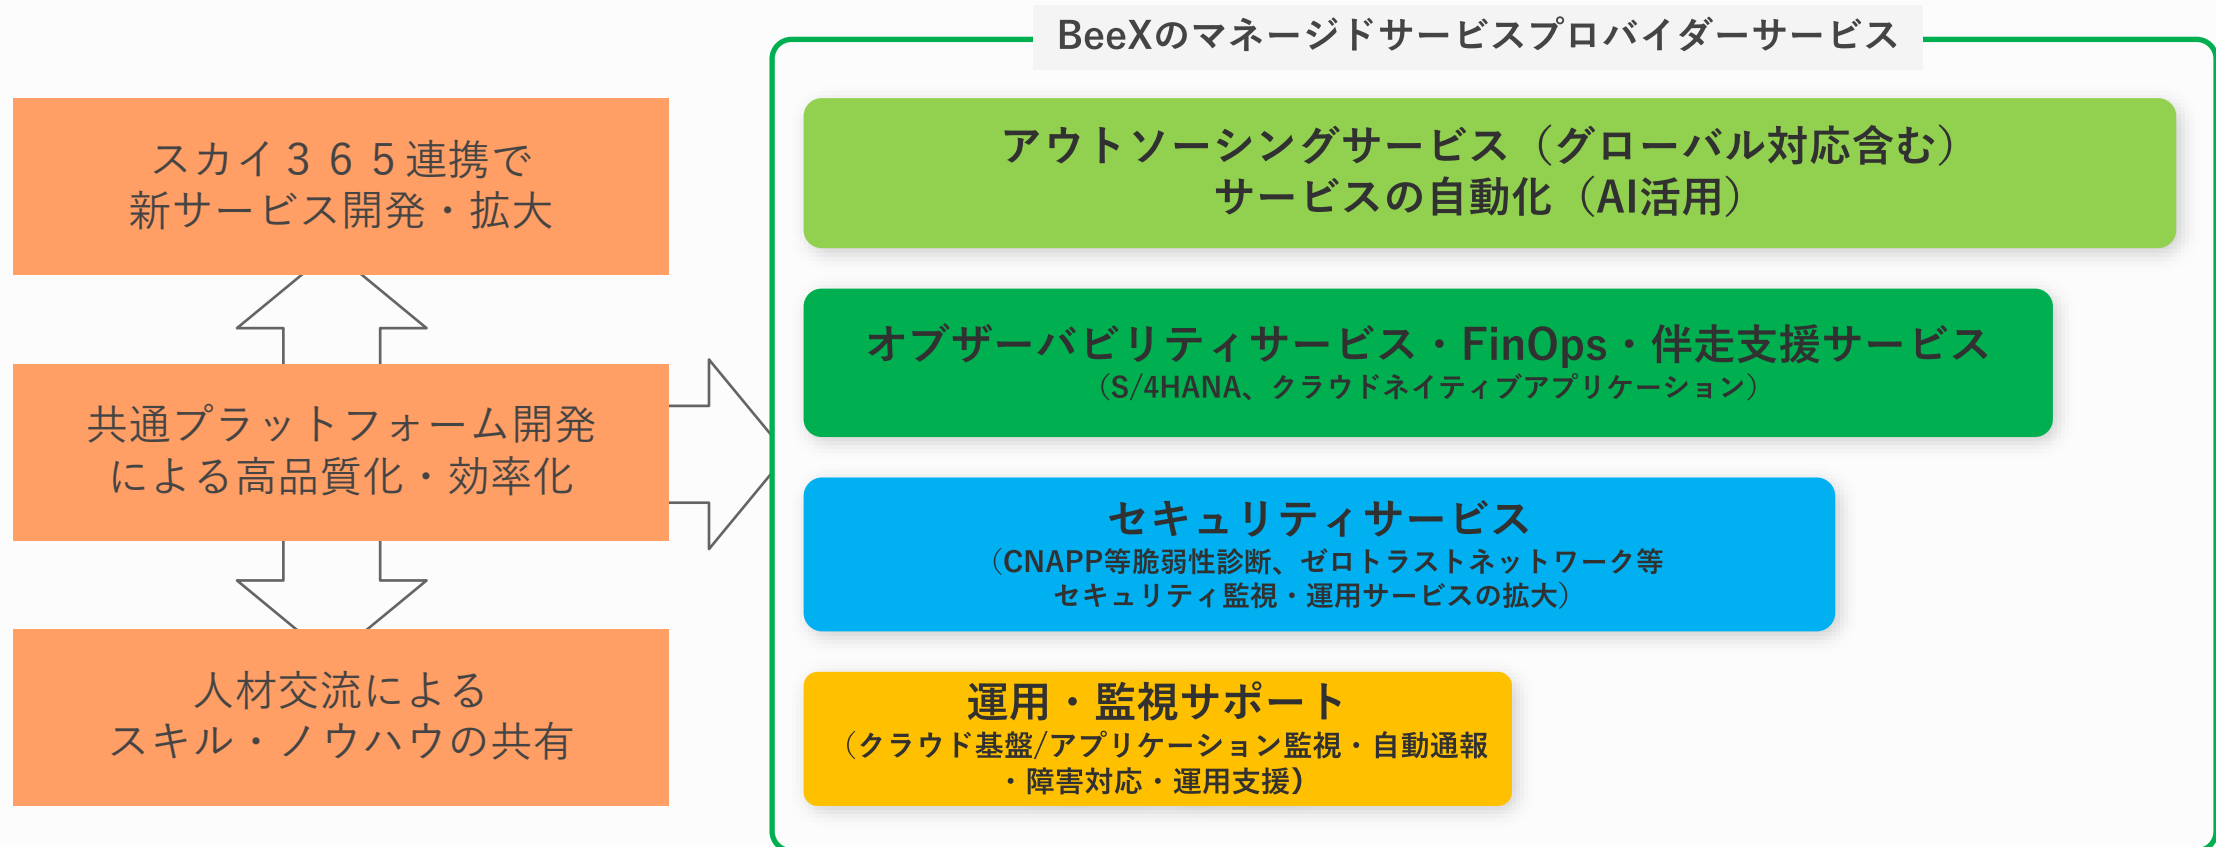 BeeXのマネージドサービスプロバイダーサービス
スカイ３６５連携で
新サービス開発・拡大
共通プラットフォーム開発
による高品質化・効率化
人材交流による
スキル・ノウハウの共有
アウトソーシングサービス（グローバル対応含む）
サービスの自動化（AI活用）
オブザーバビリティサービス・FinOps・伴走支援サービス
（S/4HANA、クラウドネイティブアプリケーション）
セキュリティサービス
（CNAPP等脆弱性診断、ゼロトラストネットワーク等
セキュリティ監視・運用サービスの拡大）
運用・監視サポート
（クラウド基盤/アプリケーション監視・自動通報
・障害対応・運用支援)